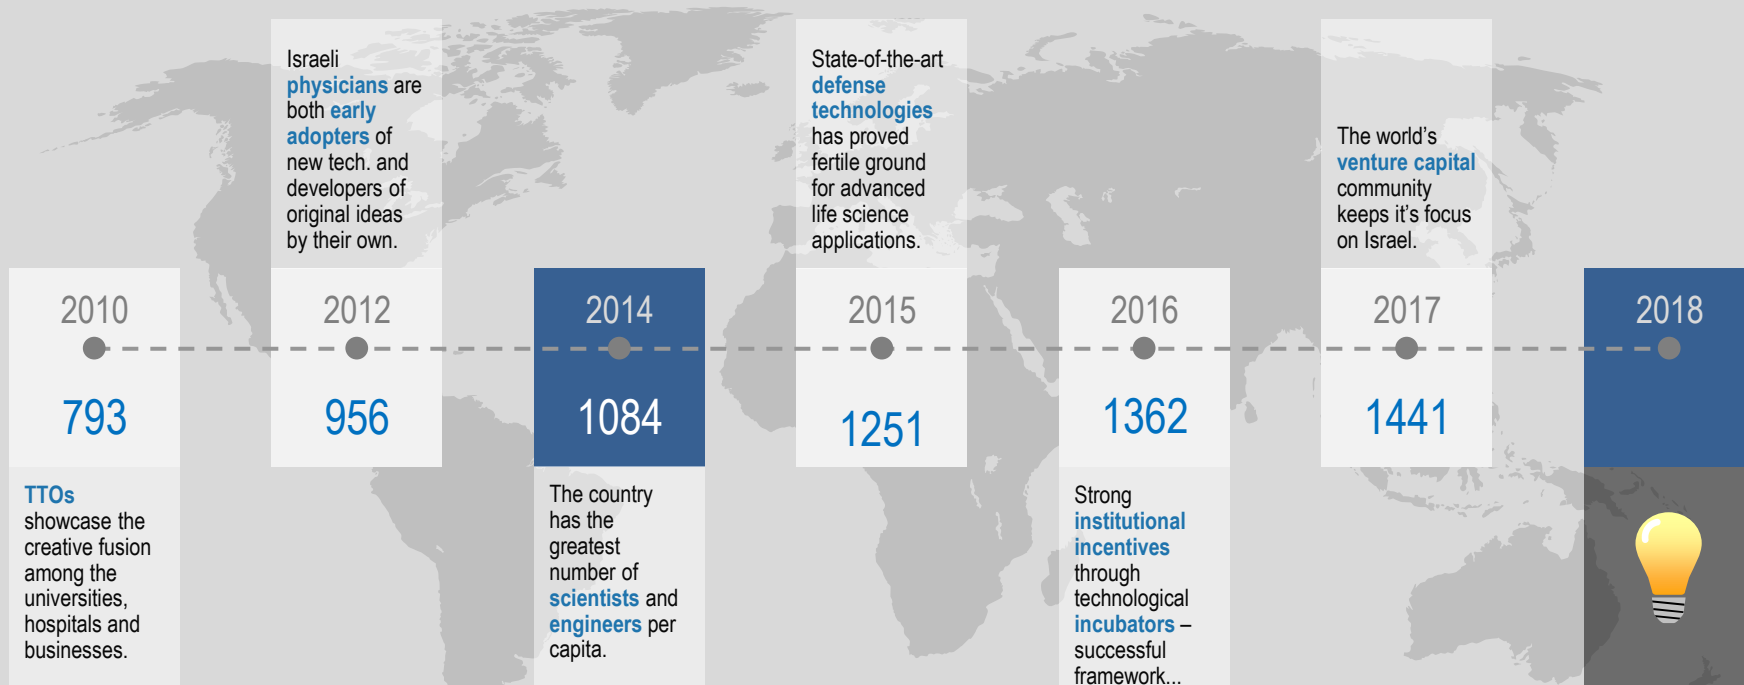 2010
793
TTOs
showcase the
creative fusion
among the
universities,
hospitals and
businesses.
Israeli
physicians are
both early
adopters of
new tech. and
developers of
original ideas
by their own.
2012
956
2014
1084
The country
has the
greatest
number of
scientists and
engineers per
capita.
State-of-the-art
defense
technologies
has proved
fertile ground
for advanced
life science
applications.
2015
1251
2016
1362
Strong
institutional
incentives
through
technological
incubators –
successful
framework...
The world’s
venture capital
community
keeps it’s focus
on Israel.
2017
1441
2018